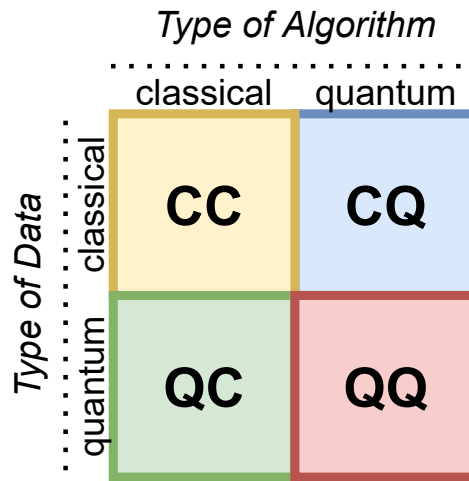 Type of Algorithm
classical quantum
Type of Data
classical
quantum
CC CQ
QC QQ